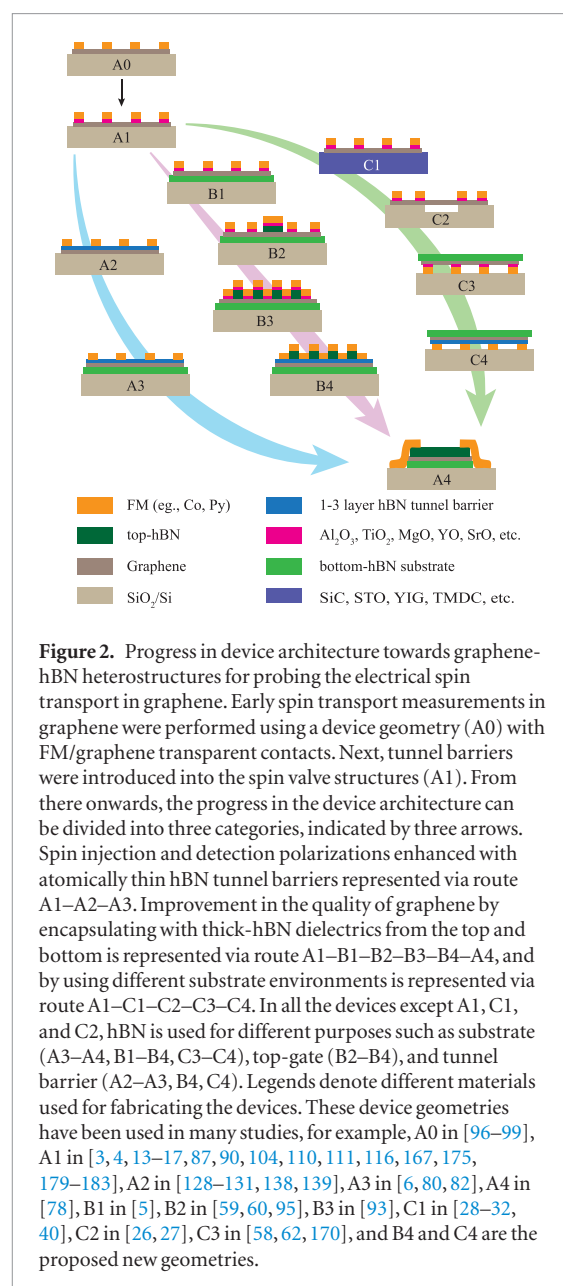 A0
A1
C1
B1
C2
A2
B2
C3
B3
C4
A3
B4
A4
FM (eg., Co, Py)
1-3 layer hBN tunnel barrier
top-hBN
Al₂O₃, TiO₂, MgO, YO, SrO, etc.
Graphene
bottom-hBN substrate
SiO₂/Si
SiC, STO, YIG, TMDC, etc.
Figure 2. Progress in device architecture towards graphene-
hBN heterostructures for probing the electrical spin
transport in graphene. Early spin transport measurements in
graphene were performed using a device geometry (A0) with
FM/graphene transparent contacts. Next, tunnel barriers
were introduced into the spin valve structures (A1). From
there onwards, the progress in the device architecture can
be divided into three categories, indicated by three arrows.
Spin injection and detection polarizations enhanced with
atomically thin hBN tunnel barriers represented via route
A1–A2–A3. Improvement in the quality of graphene by
encapsulating with thick-hBN dielectrics from the top and
bottom is represented via route A1–B1–B2–B3–B4–A4, and
by using different substrate environments is represented via
route A1–C1–C2–C3–C4. In all the devices except A1, C1,
and C2, hBN is used for different purposes such as substrate
(A3–A4, B1–B4, C3–C4), top-gate (B2–B4), and tunnel
barrier (A2–A3, B4, C4). Legends denote different materials
used for fabricating the devices. These device geometries
have been used in many studies, for example, A0 in [96–99],
A1 in [3, 4, 13–17, 87, 90, 104, 110, 111, 116, 167, 175,
179–183], A2 in [128–131, 138, 139], A3 in [6, 80, 82], A4 in
[78], B1 in [5], B2 in [59, 60, 95], B3 in [93], C1 in [28–32,
40], C2 in [26, 27], C3 in [58, 62, 170], and B4 and C4 are the
proposed new geometries.